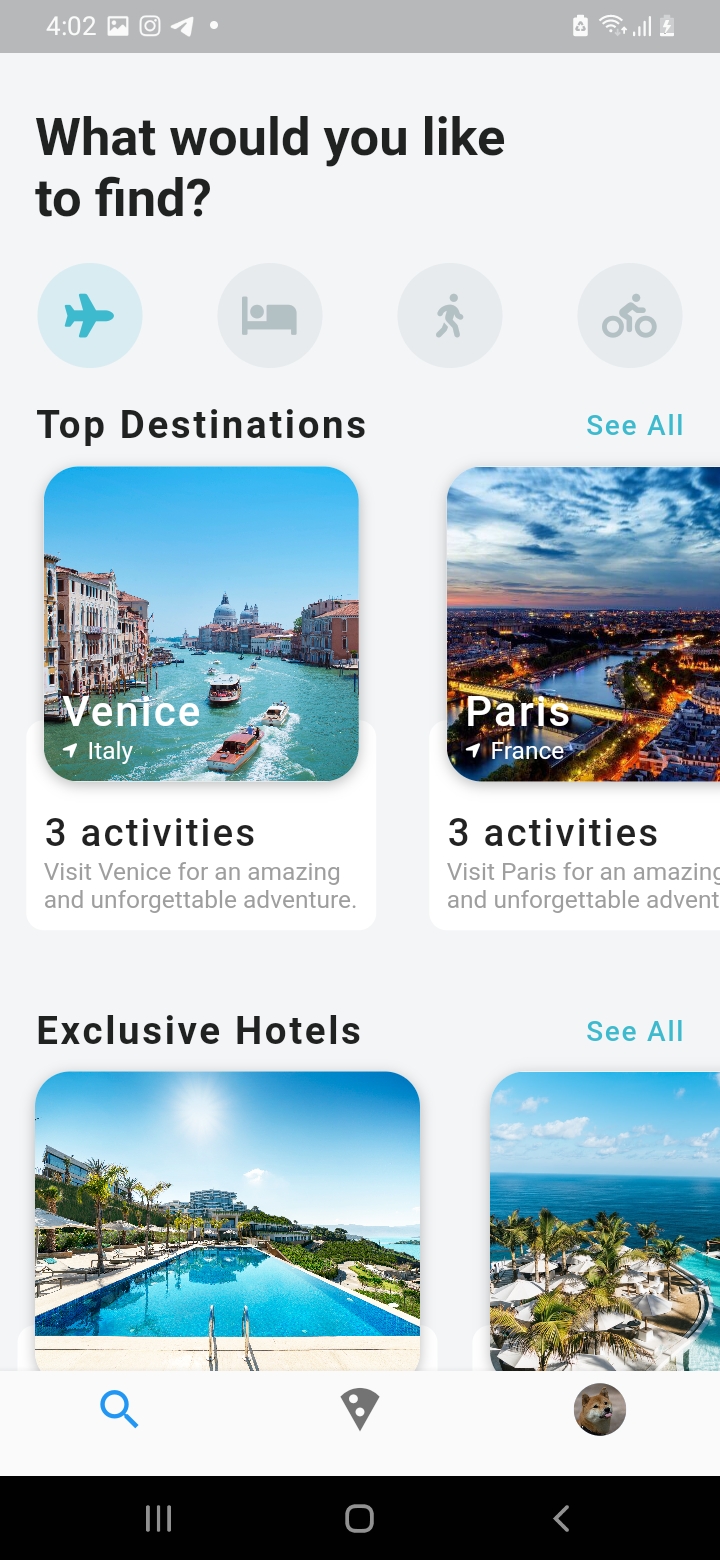 4:02
What would you like
to find?
Top Destinations
See All
Venice
Italy
3 activities
Visit Venice for an amazing
and unforgettable adventure.
Paris
France
3 activities
Visit Paris for an amazing
and unforgettable advent
Exclusive Hotels
See All